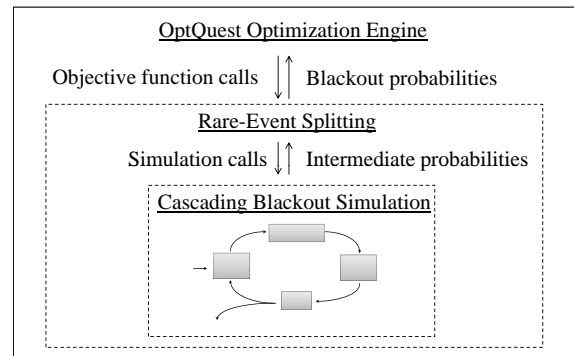 OptQuest Optimization Engine
Objective function calls Blackout probabilities
Rare-Event Splitting
Simulation calls Intermediate probabilities
Cascading Blackout Simulation